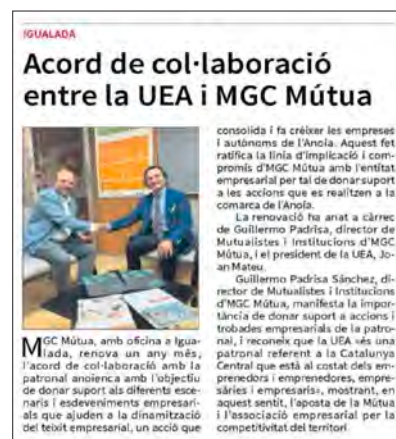 IGUALADA
Acord de col·laboració
entre la UEA i MGC Mútua
MGC Mútua, amb oficina a Igua-
lada, renova un any més,
l'acord de col·laboració amb la
patronal anoienca amb l'objectiu
de donar suport als diferents esce-
naris i esdeveniments empresari-
als que ajuden a la dinamització
del teixit empresarial, un acció que
consolida i fa créixer les empreses
i autònoms de l'Anoia. Aquest fet
ratifica la línia d'implicació i com-
promís d'MGC Mútua amb l'entitat
empresarial per tal de donar suport
a les accions que es realitzen a la
comarca de l'Anoia.
La renovació ha anat a càrrec
de Guillermo Padrisa, director de
Mutualistes i Institucions d'MGC
Mútua, i el president de la UEA, Jo-
an Mateu.
Guillermo Padrisa Sánchez, di-
rector de Mutualistes i Institucions
d'MGC Mútua, manifesta la impor-
tància de donar suport a accions i
trobades empresarials de la patro-
nal, i reconeix que la UEA «és una
patronal referent a la Catalunya
Central que està al costat dels em-
prenedors i emprenedores, empre-
sàries i empresaris», mostrant, en
aquest sentit, l'aposta de la Mútua
i l'associació empresarial per la
competitivitat del territori.